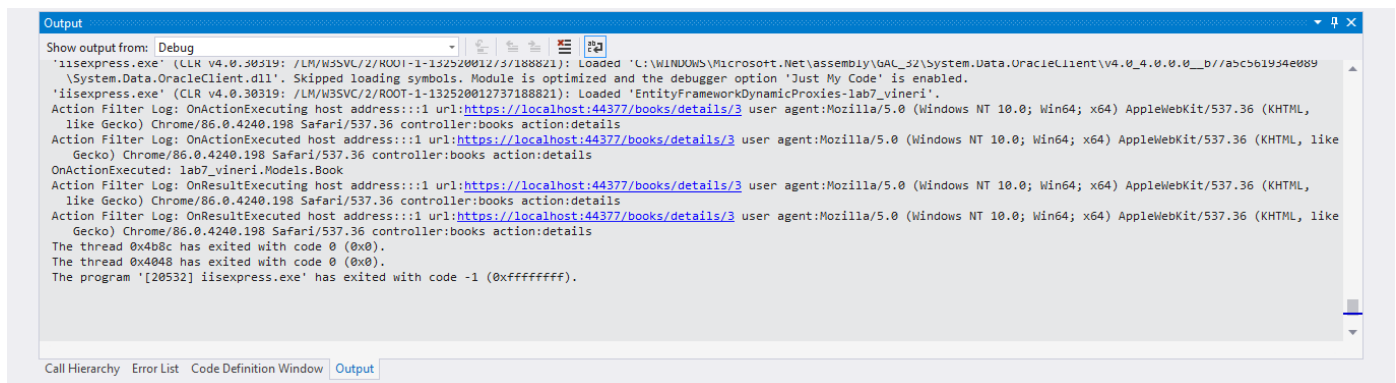 Output
Show output from: Debug
'iisexpress.exe' (CLR v4.0.30319: /LM/W3SVC/2/ROOT-1-132520012737188821): Loaded 'C:\WINDOWS\Microsoft.Net\assembly\GAC_32\System.Data.OracleClient\v4.0_4.0.0.0__b77a5c561934e089
\System.Data.OracleClient.dll'. Skipped loading symbols. Module is optimized and the debugger option 'Just My Code' is enabled.
'iisexpress.exe' (CLR v4.0.30319: /LM/W3SVC/2/ROOT-1-132520012737188821): Loaded 'EntityFrameworkDynamicProxies-lab7_vineri'.
Action Filter Log: OnActionExecuting host address:::1 url:https://localhost:44377/books/details/3 user agent:Mozilla/5.0 (Windows NT 10.0; Win64; x64) AppleWebKit/537.36 (KHTML,
like Gecko) Chrome/86.0.4240.198 Safari/537.36 controller:books action:details
Action Filter Log: OnActionExecuted host address:::1 url:https://localhost:44377/books/details/3 user agent:Mozilla/5.0 (Windows NT 10.0; Win64; x64) AppleWebKit/537.36 (KHTML, like
Gecko) Chrome/86.0.4240.198 Safari/537.36 controller:books action:details
OnActionExecuted: lab7_vineri.Models.Book
Action Filter Log: OnResultExecuting host address:::1 url:https://localhost:44377/books/details/3 user agent:Mozilla/5.0 (Windows NT 10.0; Win64; x64) AppleWebKit/537.36 (KHTML,
like Gecko) Chrome/86.0.4240.198 Safari/537.36 controller:books action:details
Action Filter Log: OnResultExecuted host address:::1 url:https://localhost:44377/books/details/3 user agent:Mozilla/5.0 (Windows NT 10.0; Win64; x64) AppleWebKit/537.36 (KHTML, like
Gecko) Chrome/86.0.4240.198 Safari/537.36 controller:books action:details
The thread 0x4b8c has exited with code 0 (0x0).
The thread 0x4048 has exited with code 0 (0x0).
The program '[20532] iisexpress.exe' has exited with code -1 (0xffffffff).
Call Hierarchy Error List Code Definition Window Output